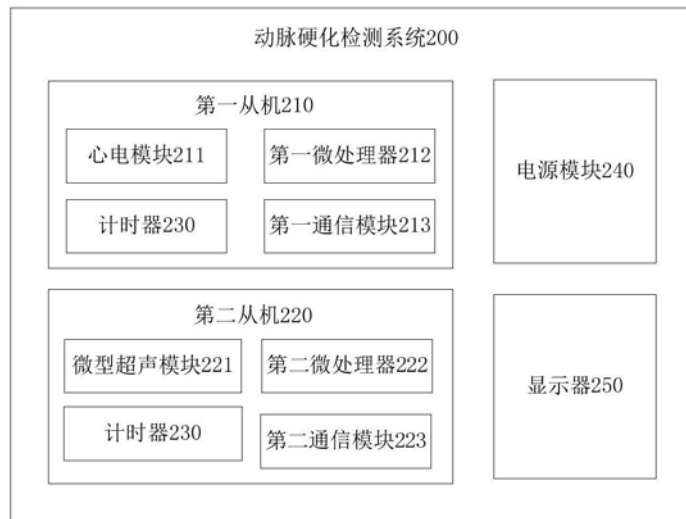 动脉硬化检测系统200
第一从机210
心电模块211
第一微处理器212
计时器230
第一通信模块213
电源模块240
第二从机220
微型超声模块221
第二微处理器222
计时器230
第二通信模块223
显示器250